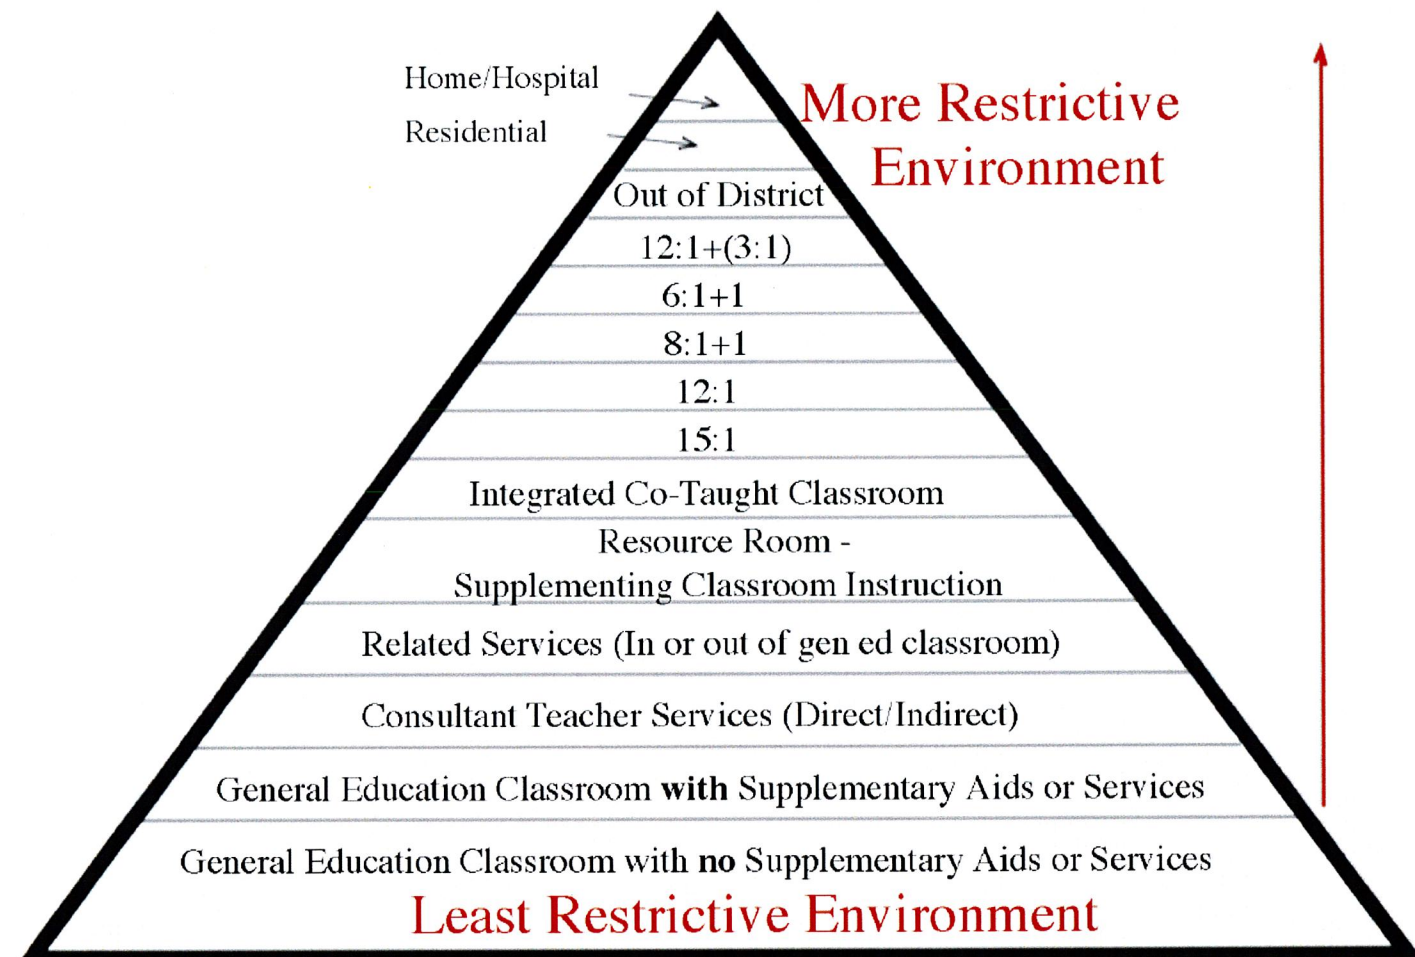 Home/Hospital
Residential
More Restrictive
Environment
Out of District
12:1+(3:1)
6:1+1
8:1+1
12:1
15:1
Integrated Co-Taught Classroom
Resource Room -
Supplementing Classroom Instruction
Related Services (In or out of gen ed classroom)
Consultant Teacher Services (Direct/Indirect)
General Education Classroom with Supplementary Aids or Services
General Education Classroom with no Supplementary Aids or Services
Least Restrictive Environment